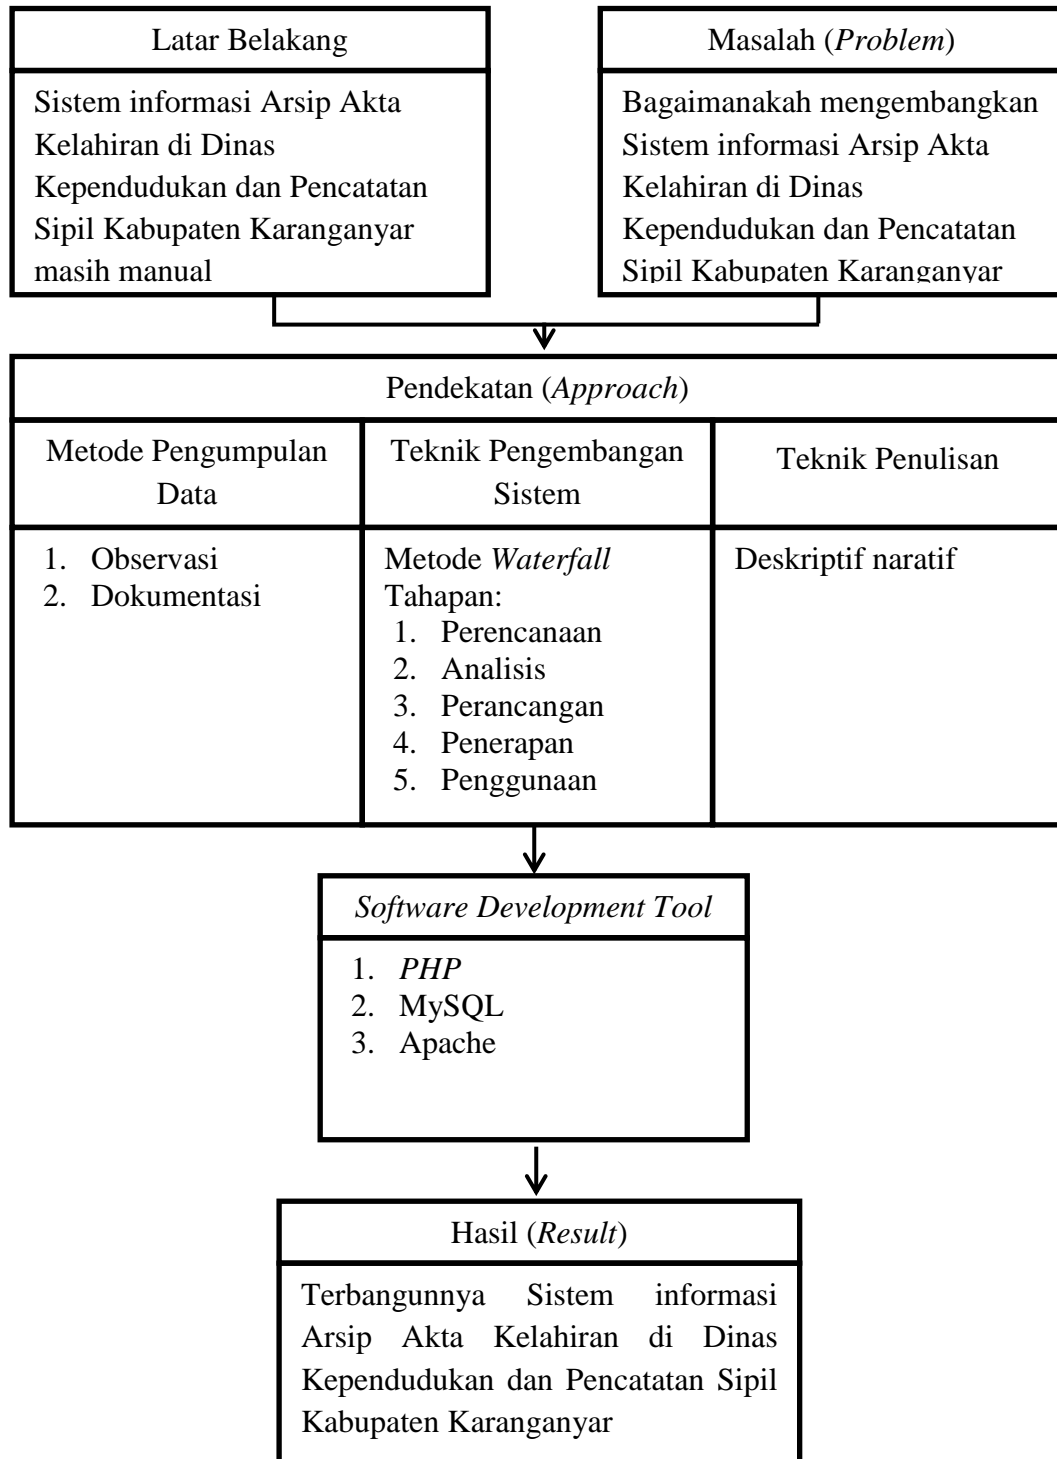 Latar Belakang
Sistem informasi Arsip Akta
Kelahiran di Dinas
Kependudukan dan Pencatatan
Sipil Kabupaten Karanganyar
masih manual
Masalah (Problem)
Bagaimanakah mengembangkan
Sistem informasi Arsip Akta
Kelahiran di Dinas
Kependudukan dan Pencatatan
Sipil Kabupaten Karanganyar
Pendekatan (Approach)
Metode Pengumpulan
Data
Teknik Pengembangan
Sistem
Teknik Penulisan
1. Observasi
2. Dokumentasi
Metode Waterfall
Tahapan:
1. Perencanaan
2. Analisis
3. Perancangan
4. Penerapan
5. Penggunaan
Deskriptif naratif
Software Development Tool
1. PHP
2. MySQL
3. Apache
Hasil (Result)
Terbangunnya Sistem informasi
Arsip Akta Kelahiran di Dinas
Kependudukan dan Pencatatan Sipil
Kabupaten Karanganyar